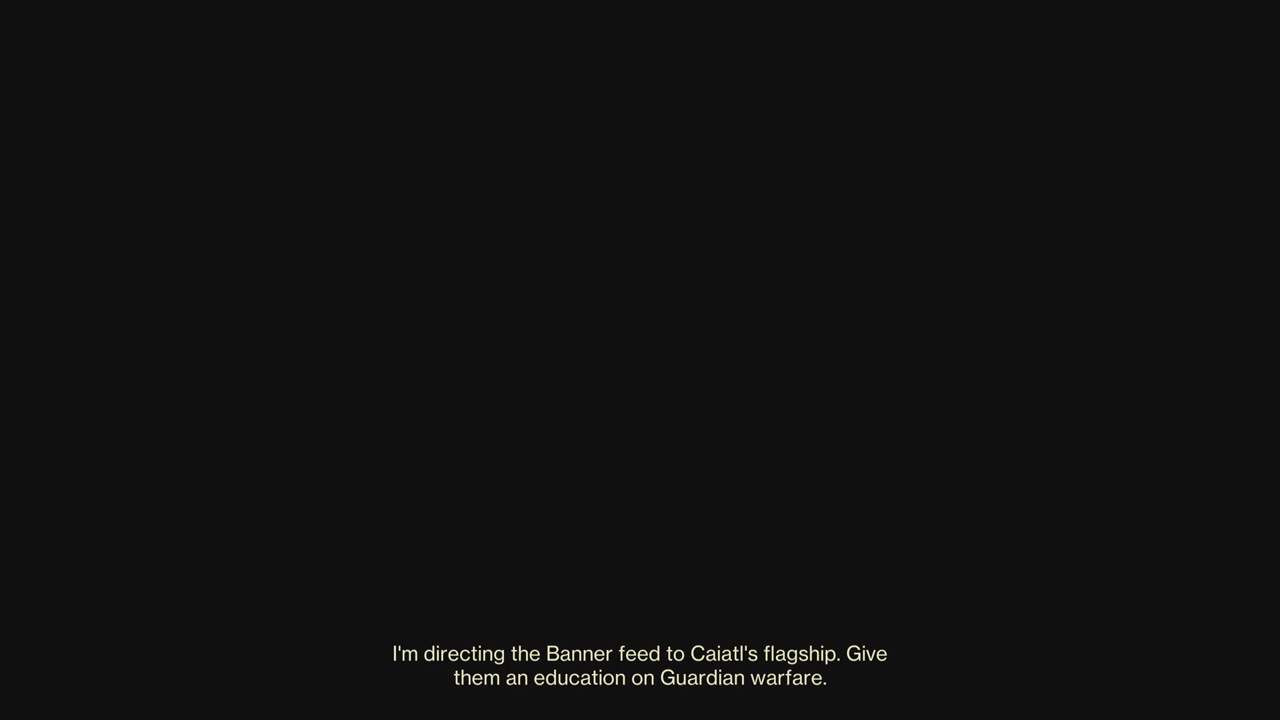 I'm directing the Banner feed to Caiatl's flagship. Give
them an education on Guardian warfare.